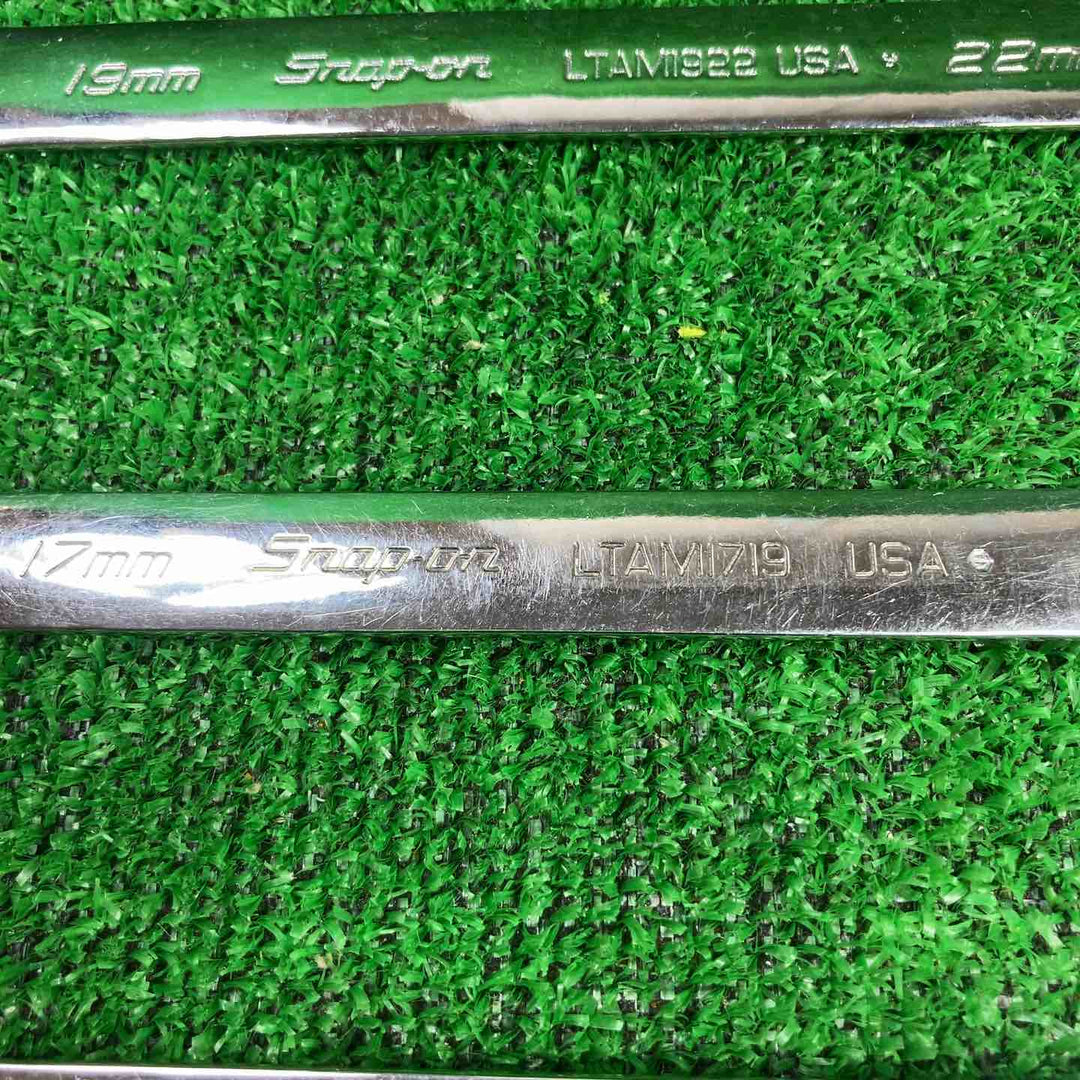 19mm Snap-on LTAM1922 USA 22m
17mm Snap-on LTAM1719 USA